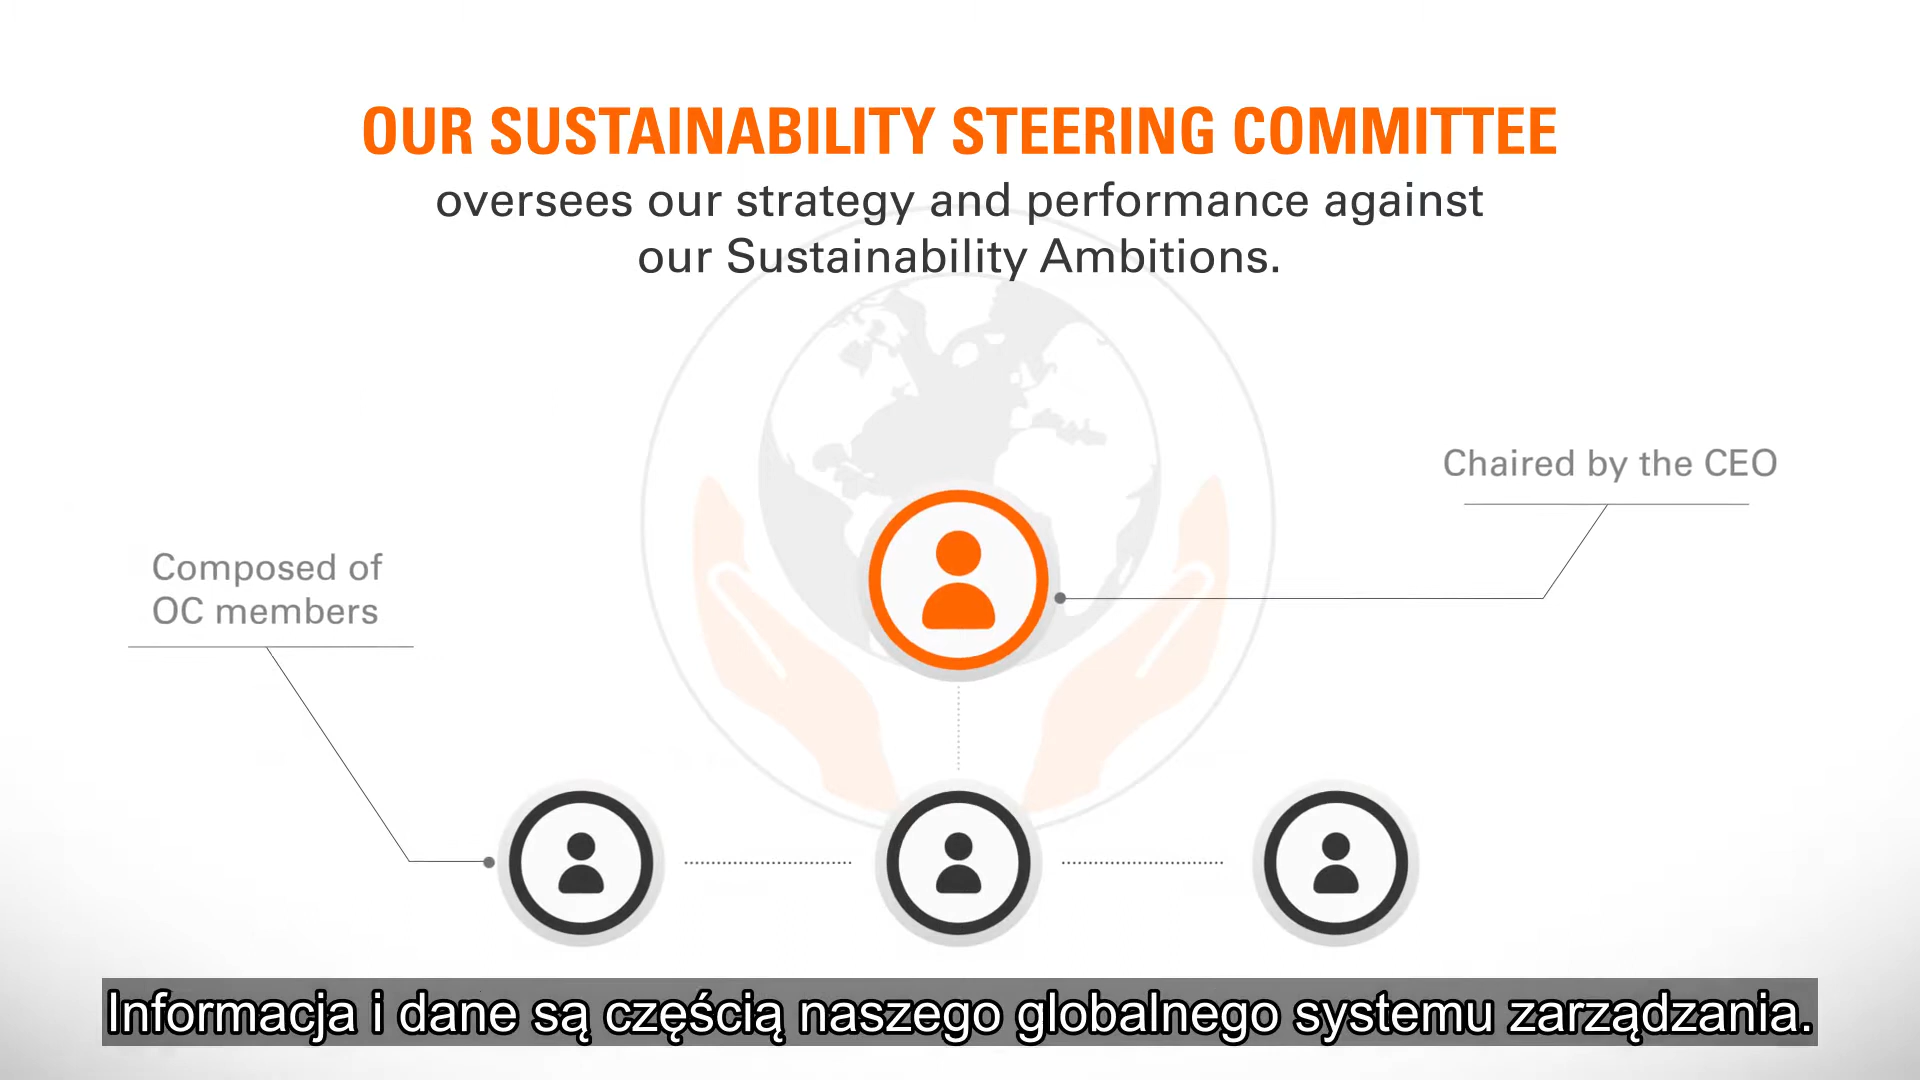 OUR SUSTAINABILITY STEERING COMMITTEE
oversees our strategy and performance against
our Sustainability Ambitions.
Chaired by the CEO
Composed of
OC members
Informacja i dane są częścią naszego globalnego systemu zarządzania.